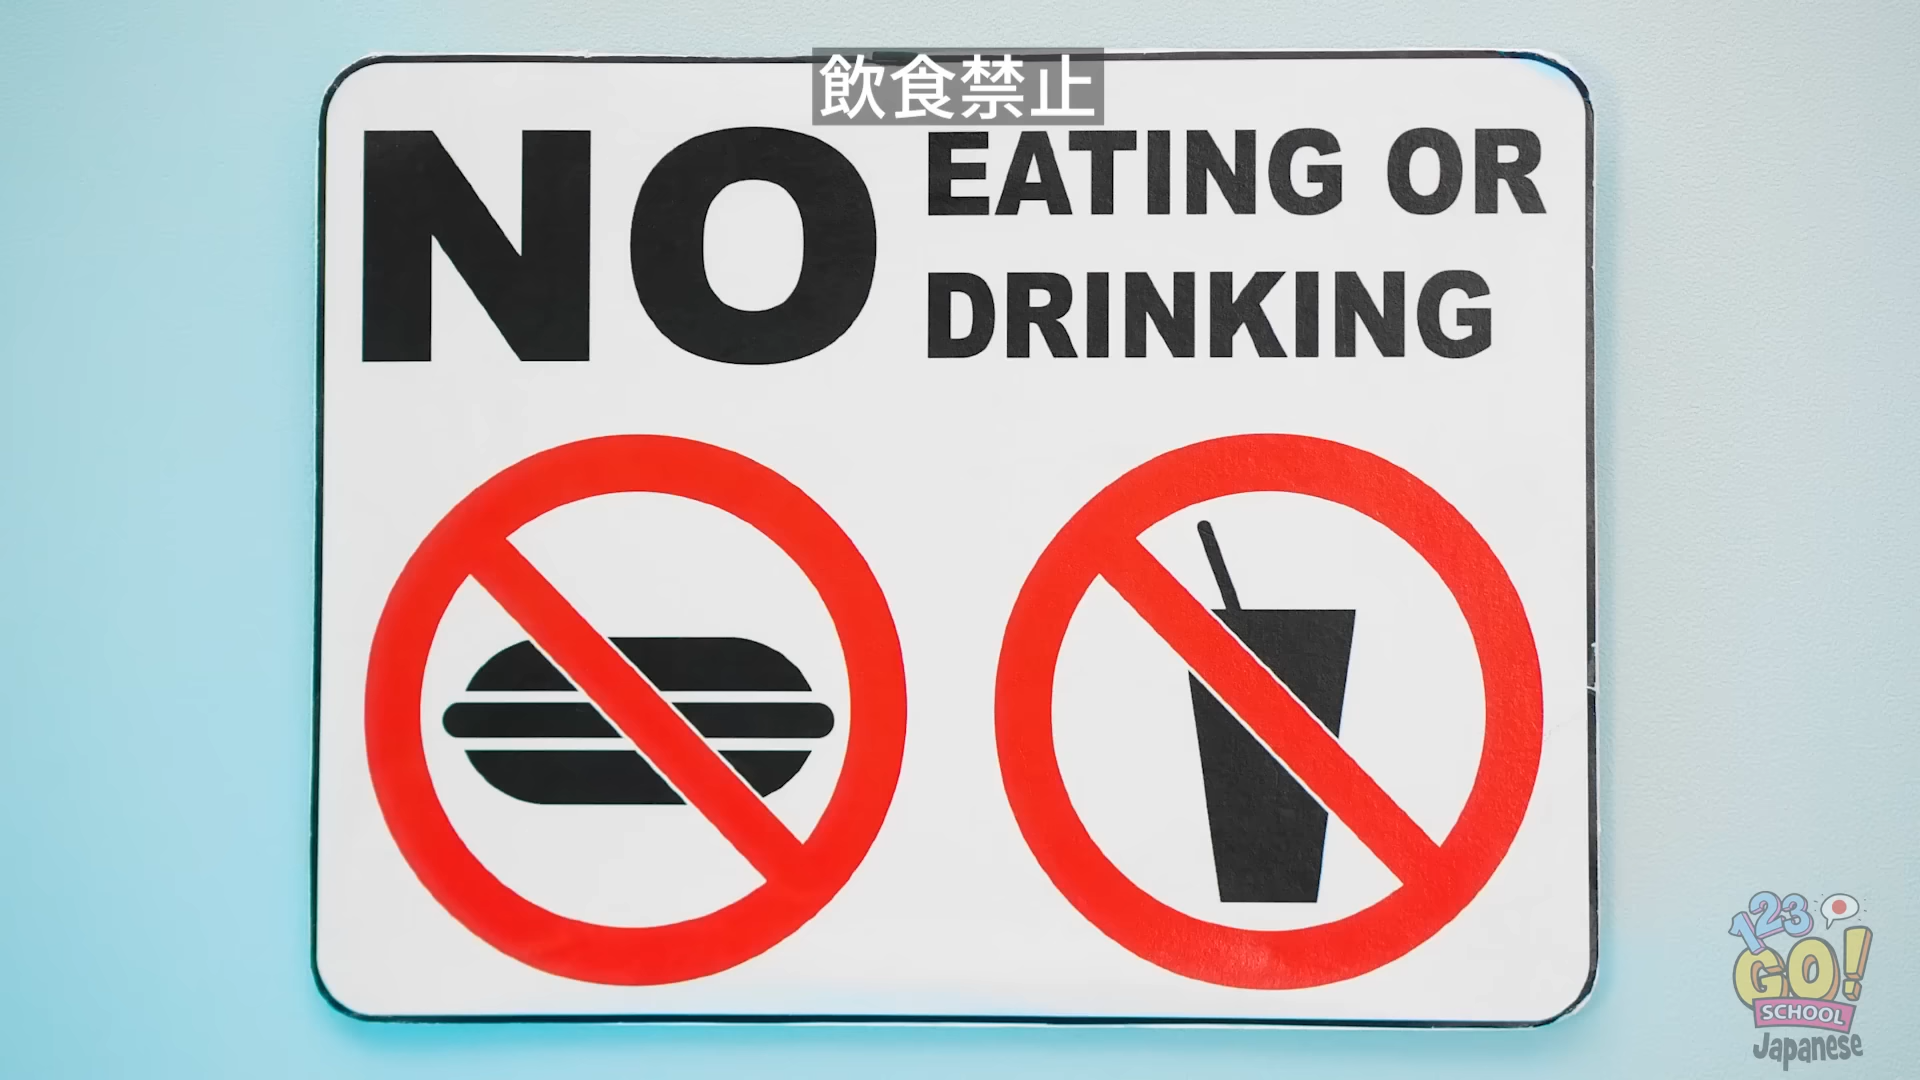 飲食禁止
NO EATING OR
DRINKING
123
GO!
SCHOOL
Japanese